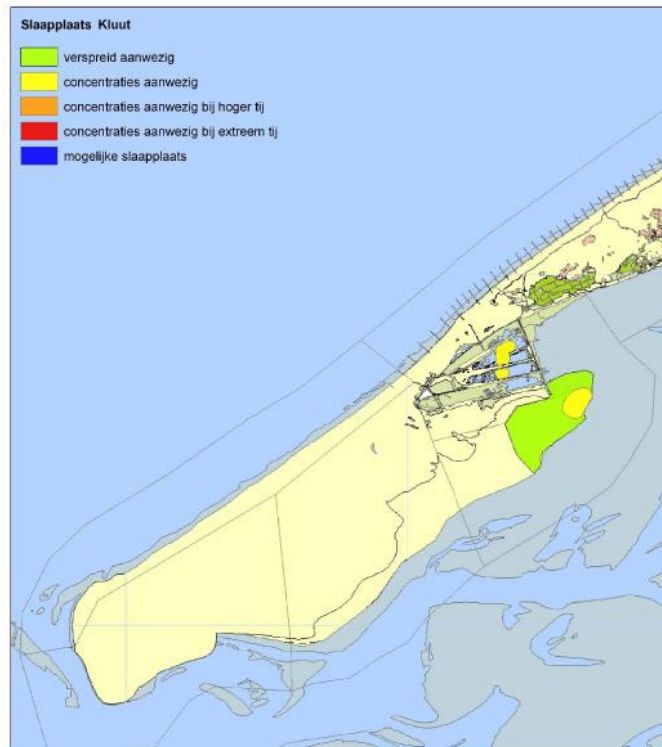 Slaapplaats Kluut
verspreid aanwezig
concentraties aanwezig
concentraties aanwezig bij hoger tij
concentraties aanwezig bij extreem tij
mogelijke slaapplaats